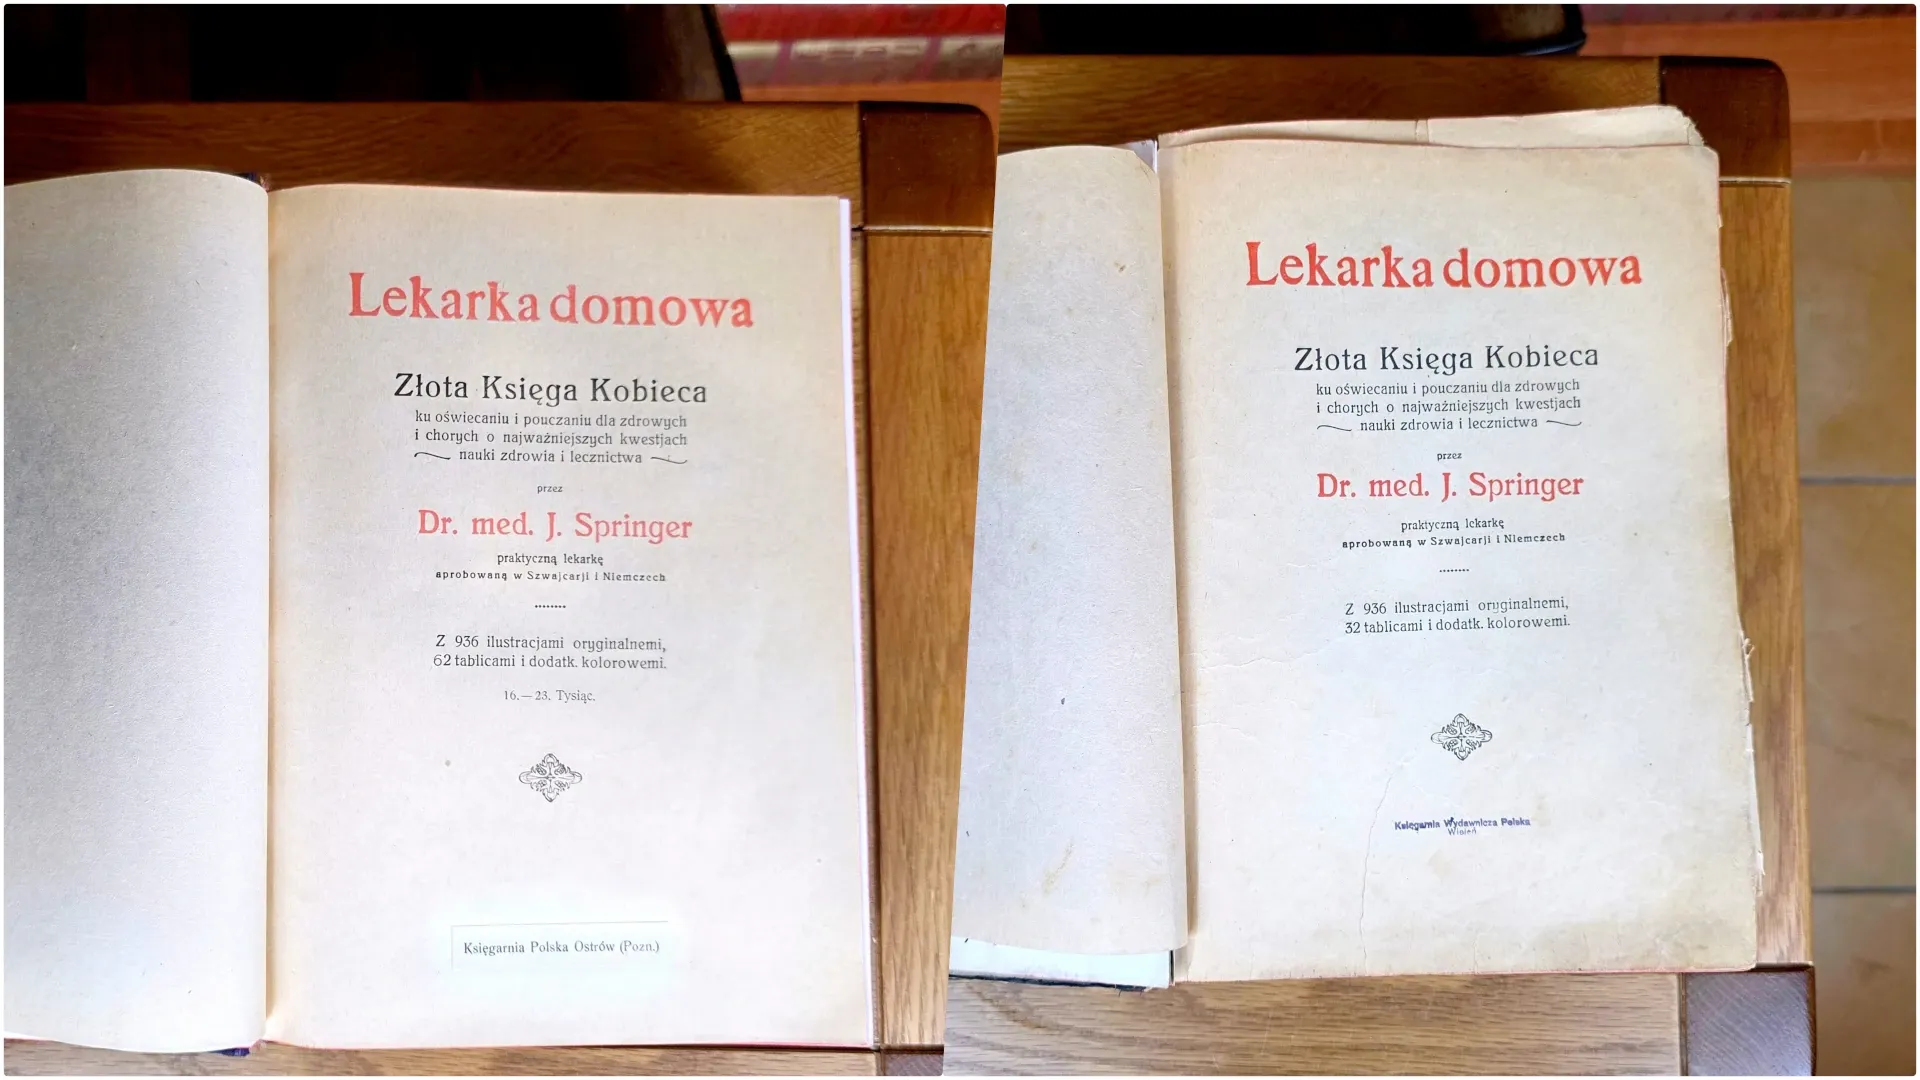 Lekarka domowa
Złota Księga Kobieca
ku oświecaniu i pouczaniu dla zdrowych
i chorych o najważniejszych kwestjach
nauki zdrowia i lecznictwa
przez
Dr. med. J. Springer
praktyczną lekarkę
aprobowaną w Szwajcarji i Niemczech
Z 936 ilustracjami oryginalnemi,
62 tablicami i dodatk. kolorowemi.
16.—23. Tysiąc.
Księgarnia Polska Ostrów (Pozn.)
Lekarka domowa
Złota Księga Kobieca
ku oświecaniu i pouczaniu dla zdrowych
i chorych o najważniejszych kwestjach
nauki zdrowia i lecznictwa
przez
Dr. med. J. Springer
praktyczną lekarkę
aprobowaną w Szwajcarji i Niemczech
Z 936 ilustracjami oryginalnemi,
32 tablicami i dodatk. kolorowemi.
Księgarnia Wydawnicza Polska
Wiedeń